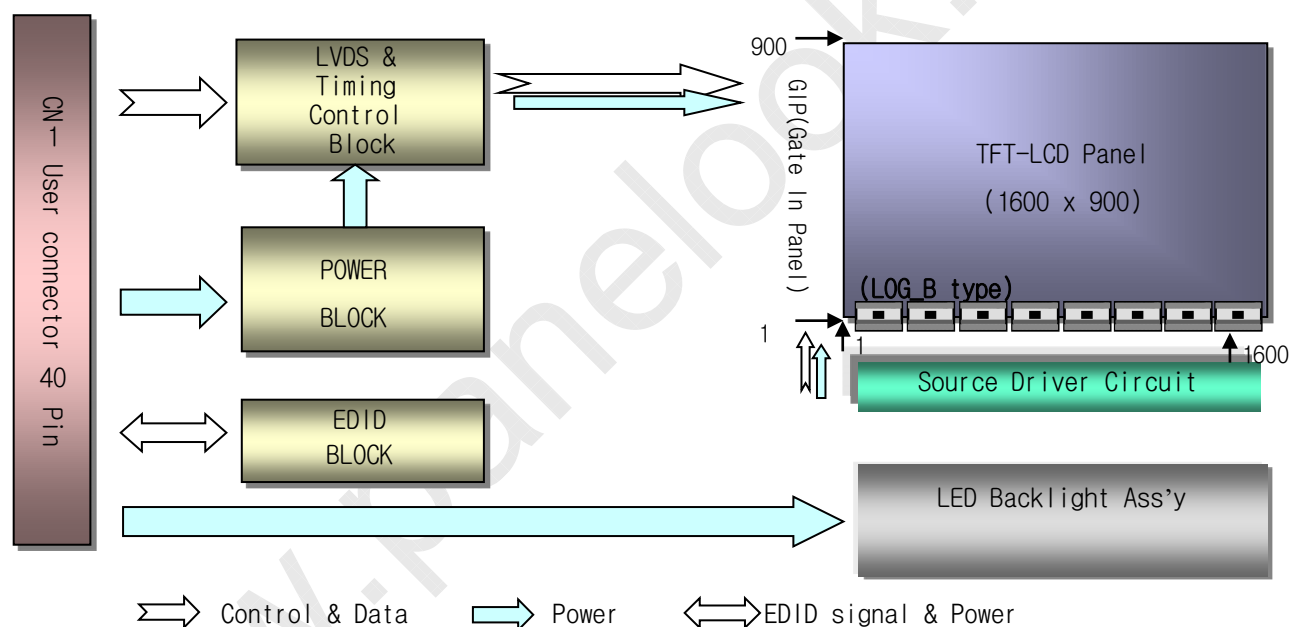 CN-1 User connector 40 Pin
LVDS &
Timing
Control
Block
POWER
BLOCK
EDID
BLOCK
900
GIP(Gate In Panel)
1
TFT-LCD Panel
(1600 x 900)
(LOG_B type)
1
1600
Source Driver Circuit
LED Backlight Ass’y
Control & Data
Power
EDID signal & Power